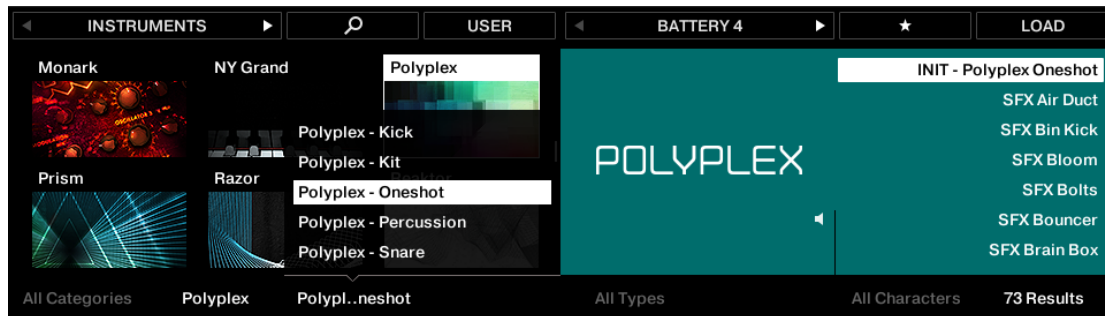 INSTRUMENTS
USER
BATTERY 4
LOAD
Monark
NY Grand
Polyplex
OSCILLATOR
Prism
Razor
Reaktor
Polyplex - Kick
Polyplex - Kit
Polyplex - Oneshot
Polyplex - Percussion
Polyplex - Snare
POLYPLEX
INIT - Polyplex Oneshot
SFX Air Duct
SFX Bin Kick
SFX Bloom
SFX Bolts
SFX Bouncer
SFX Brain Box
All Categories
Polyplex
Polypl..neshot
All Types
All Characters
73 Results